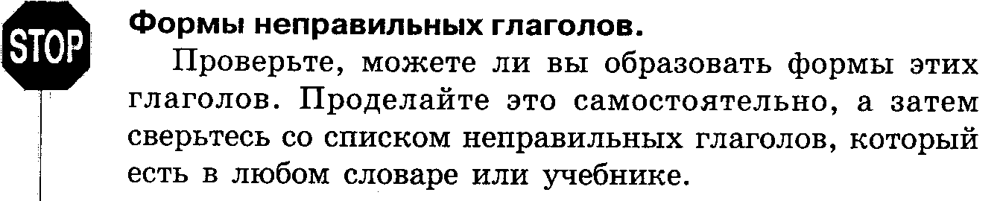 STOP
Формы неправильных глаголов.
Проверьте, можете ли вы образовать формы этих
глаголов. Проделайте это самостоятельно, а затем
сверьтесь со списком неправильных глаголов, который
есть в любом словаре или учебнике.